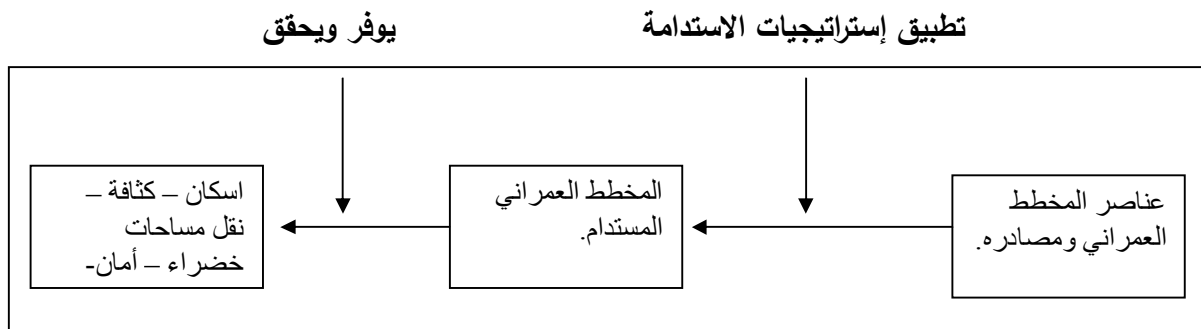 تطبيق إستراتيجيات الاستدامة
يوفر ويحقق
عناصر المخطط
العمراني ومصادره.
المخطط العمراني
المستدام.
اسكان – كثافة –
نقل مساحات
خضراء – أمان-